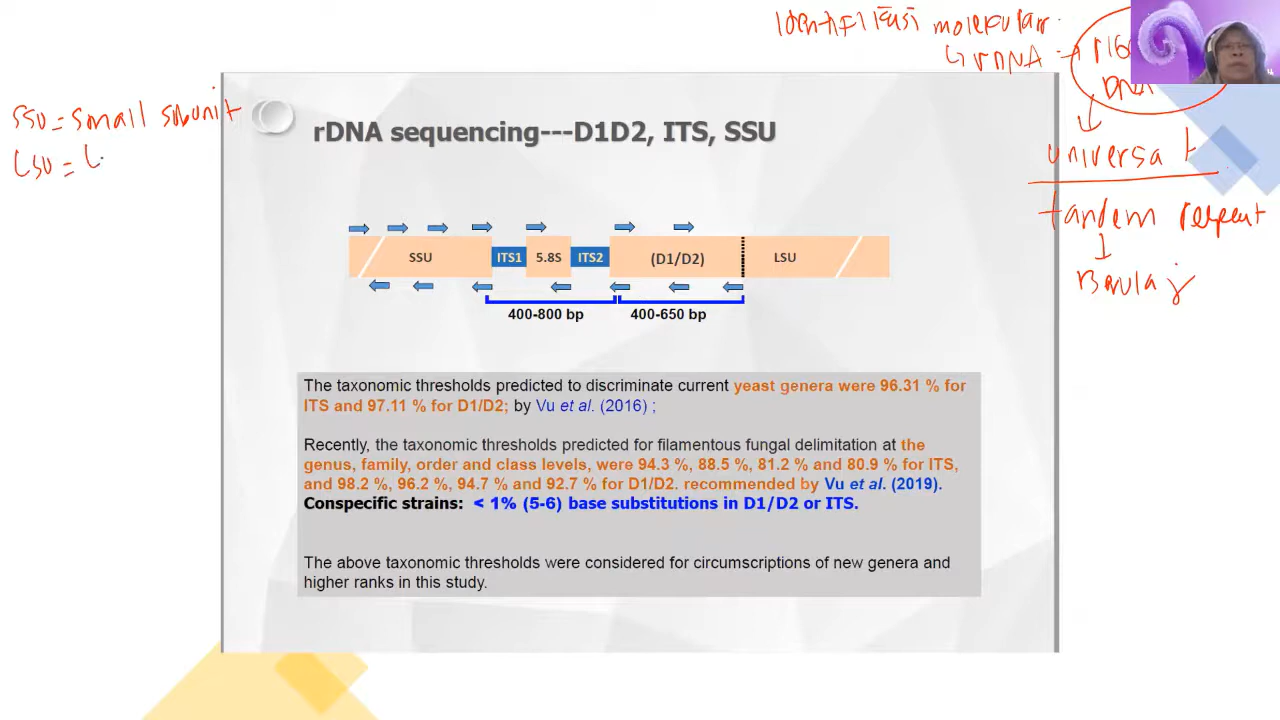 Identifikasi molekular
rDNA →
DNA
universal
tandem repeat
SSU = Small subunit
LSU = L
rDNA sequencing---D1D2, ITS, SSU
SSU ITS1 5.8S ITS2 (D1/D2) LSU
400-800 bp 400-650 bp
The taxonomic thresholds predicted to discriminate current yeast genera were 96.31 % for
ITS and 97.11 % for D1/D2; by Vu et al. (2016) ;
Recently, the taxonomic thresholds predicted for filamentous fungal delimitation at the
genus, family, order and class levels, were 94.3 %, 88.5 %, 81.2 % and 80.9 % for ITS,
and 98.2 %, 96.2 %, 94.7 % and 92.7 % for D1/D2. recommended by Vu et al. (2019).
Conspecific strains: < 1% (5-6) base substitutions in D1/D2 or ITS.
The above taxonomic thresholds were considered for circumscriptions of new genera and
higher ranks in this study.